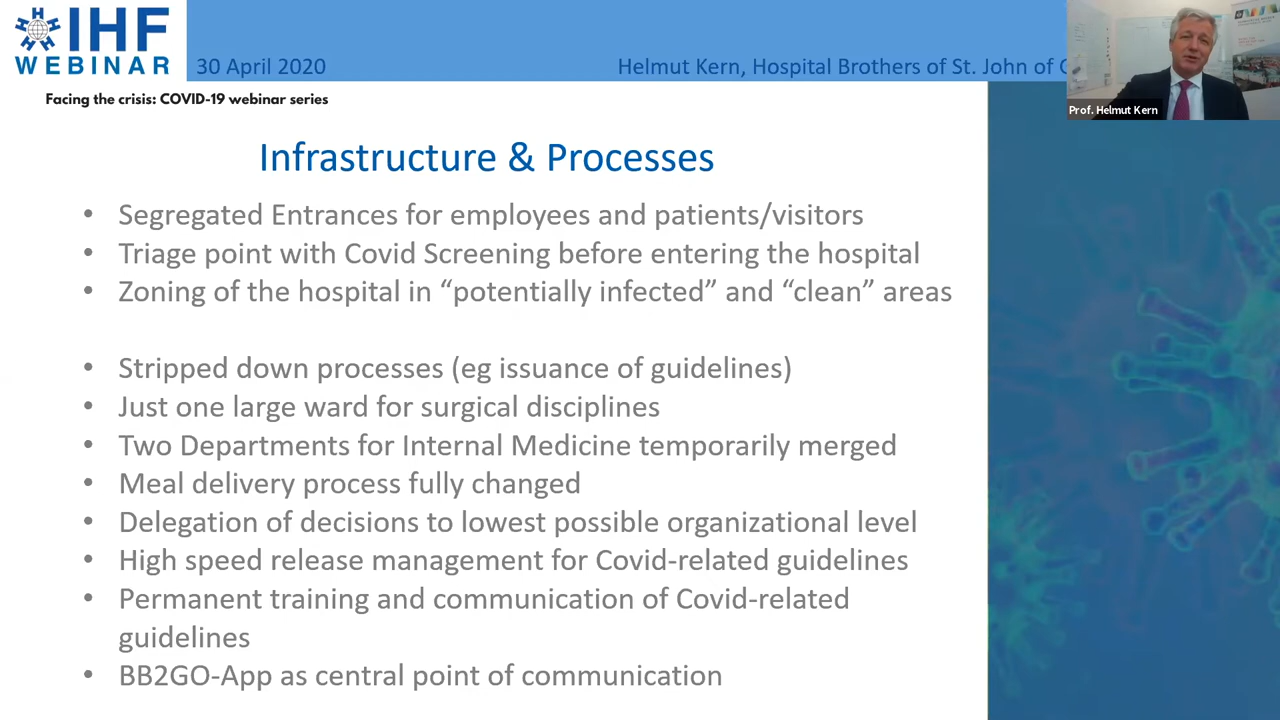 IHF
WEBINAR
30 April 2020
Helmut Kern, Hospital Brothers of St. John of
Prof. Helmut Kern
Facing the crisis: COVID-19 webinar series
Infrastructure & Processes
• Segregated Entrances for employees and patients/visitors
• Triage point with Covid Screening before entering the hospital
• Zoning of the hospital in “potentially infected” and “clean” areas
• Stripped down processes (eg issuance of guidelines)
• Just one large ward for surgical disciplines
• Two Departments for Internal Medicine temporarily merged
• Meal delivery process fully changed
• Delegation of decisions to lowest possible organizational level
• High speed release management for Covid-related guidelines
• Permanent training and communication of Covid-related
guidelines
• BB2GO-App as central point of communication